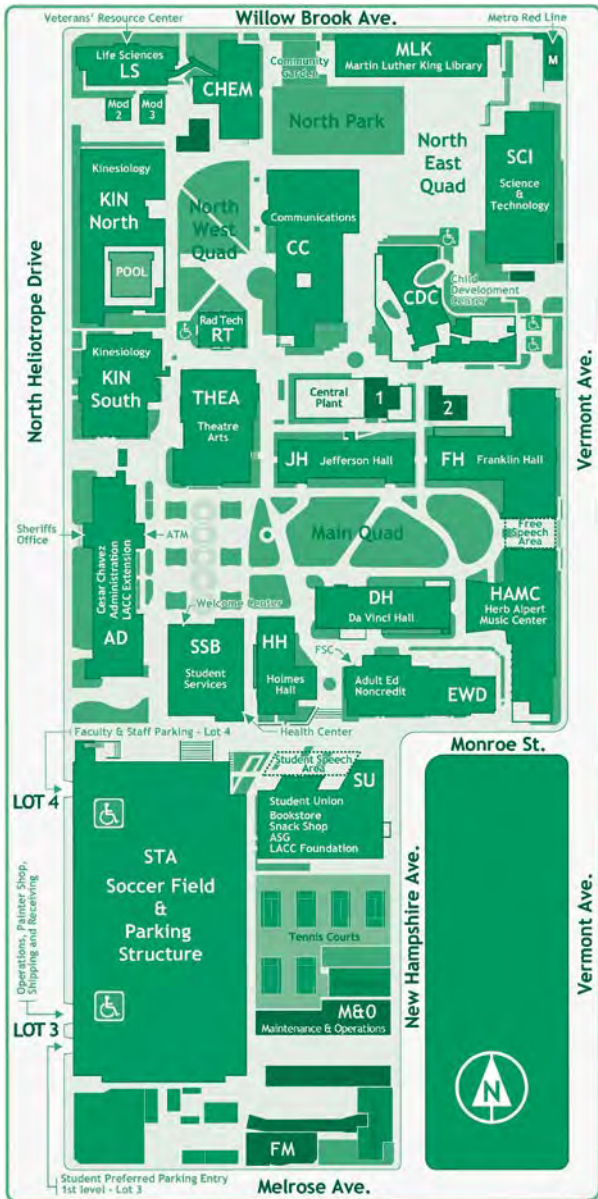 Veterans' Resource Center
Willow Brook Ave.
Metro Red Line
Life Sciences
LS
Mod
2
Mod
3
CHEM
Community
Garden
MLK
Martin Luther King Library
M
North Park
North
East
Quad
SCI
Science
&
Technology
Kinesiology
KIN
North
POOL
North
West
Quad
Communications
CC
CDC
Child
Development
Center
Rad Tech
RT
North Heliotrope Drive
Vermont Ave.
Kinesiology
KIN
South
THEA
Theatre
Arts
Central
Plant
1
2
JH Jefferson Hall
FH Franklin Hall
Sheriffs
Office
ATM
Cesar Chavez
Administration
LACC Extension
AD
Main Quad
Free
Speech
Area
Welcome Center
SSB
Student
Services
HH
Holmes
Hall
DH
Da Vinci Hall
HAMC
Herb Alpert
Music Center
FSC
Adult Ed
Noncredit
EWD
Faculty & Staff Parking - Lot 4
Health Center
Monroe St.
LOT 4
Student Speech
Area
SU
Student Union
Bookstore
Snack Shop
ASG
LACC Foundation
STA
Soccer Field
&
Parking
Structure
Operations, Painter Shop,
Shipping and Receiving
Tennis Courts
New Hampshire Ave.
Vermont Ave.
LOT 3
M&O
Maintenance & Operations
N
FM
Student Preferred Parking Entry
1st level - Lot 3
Melrose Ave.